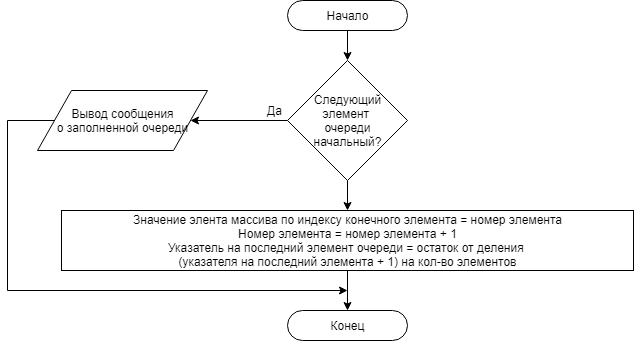 Начало
Следующий
элемент
очереди
начальный?
Да
Вывод сообщения
о заполненной очереди
Значение элента массива по индексу конечного элемента = номер элемента
Номер элемента = номер элемента + 1
Указатель на последний элемент очереди = остаток от деления
(указателя на последний элемента + 1) на кол-во элементов
Конец